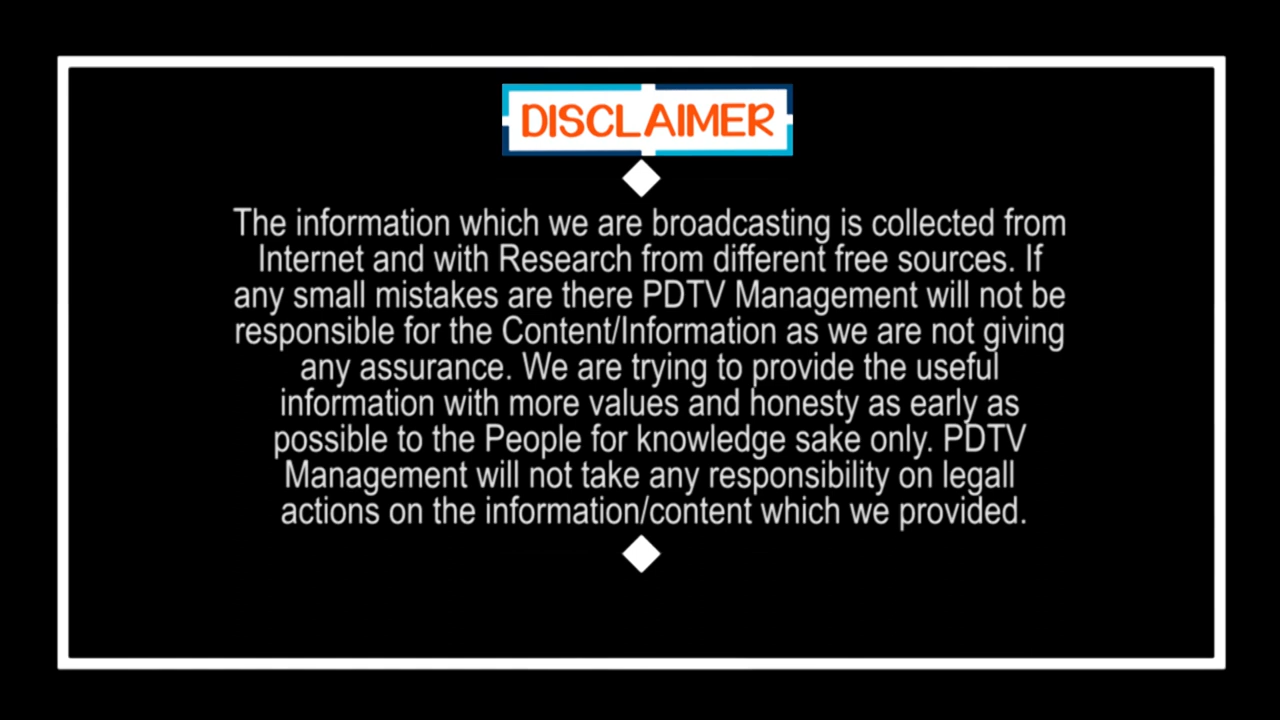 DISCLAIMER
The information which we are broadcasting is collected from
Internet and with Research from different free sources. If
any small mistakes are there PDTV Management will not be
responsible for the Content/Information as we are not giving
any assurance. We are trying to provide the useful
information with more values and honesty as early as
possible to the People for knowledge sake only. PDTV
Management will not take any responsibility on legall
actions on the information/content which we provided.